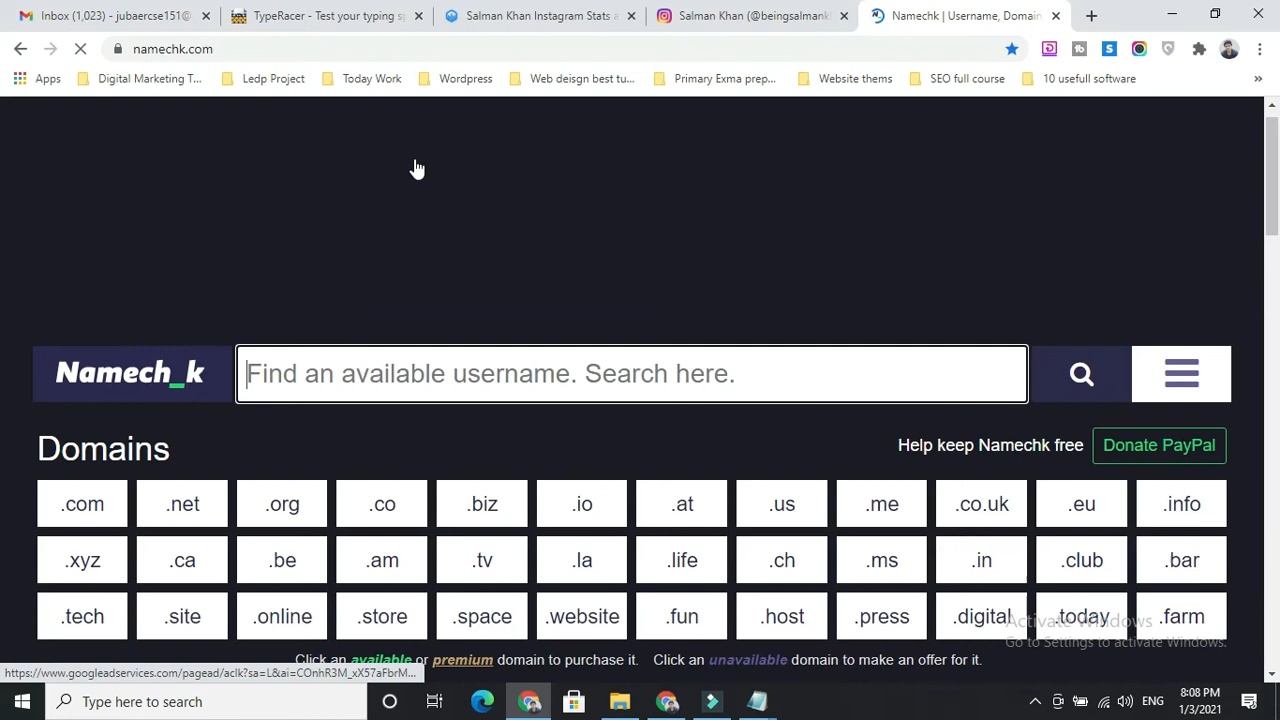 Inbox (1,023) - jubaercse151@
TypeRacer - Test your typing sp
Salman Khan Instagram Stats a
Salman Khan (@beingsalmank
Namechk | Username, Domain
namechk.com
Apps
Digital Marketing T...
Ledp Project
Today Work
Wordpress
Web deisgn best tu...
Primary Exma prep...
Website thems
SEO full course
10 usefull software
»
Namech_k
Find an available username. Search here.
Domains
Help keep Namechk free
Donate PayPal
.com .net .org .co .biz .io .at .us .me .co.uk .eu .info
.xyz .ca .be .am .tv .la .life .ch .ms .in .club .bar
.tech .site .online .store .space .website .fun .host .press .digital .today .farm
Activate Windows
Go to Settings to activate Windows.
Click an available or premium domain to purchase it. Click an unavailable domain to make an offer for it.
https://www.googleadservices.com/pagead/aclk?sa=L&ai=COnhR3M_xX57aFbrM...
Type here to search
ENG
8:08 PM
1/3/2021